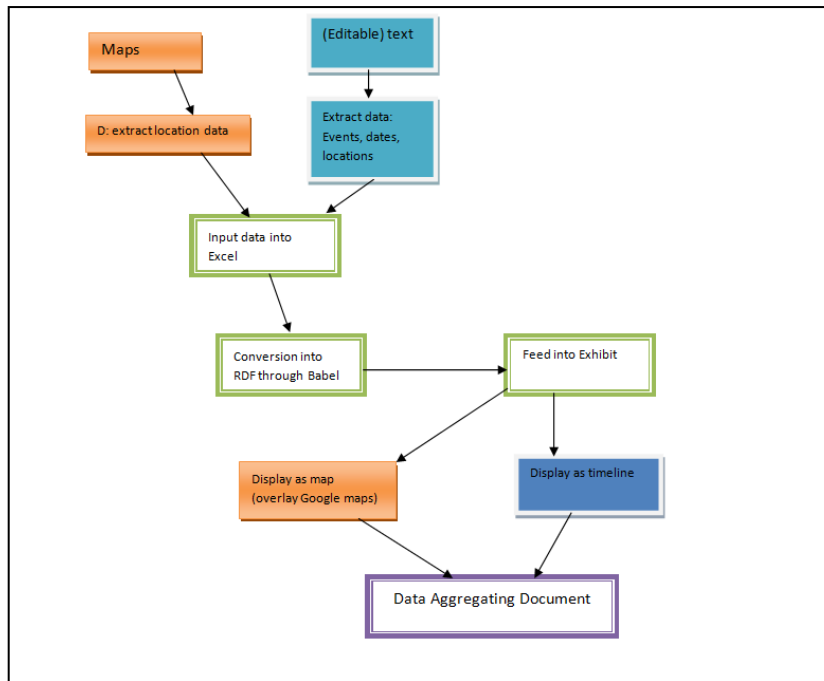 Maps
(Editable) text
D: extract location data
Extract data:
Events, dates,
locations
Input data into
Excel
Conversion into
RDF through Babel
Feed into Exhibit
Display as map
(overlay Google maps)
Display as timeline
Data Aggregating Document